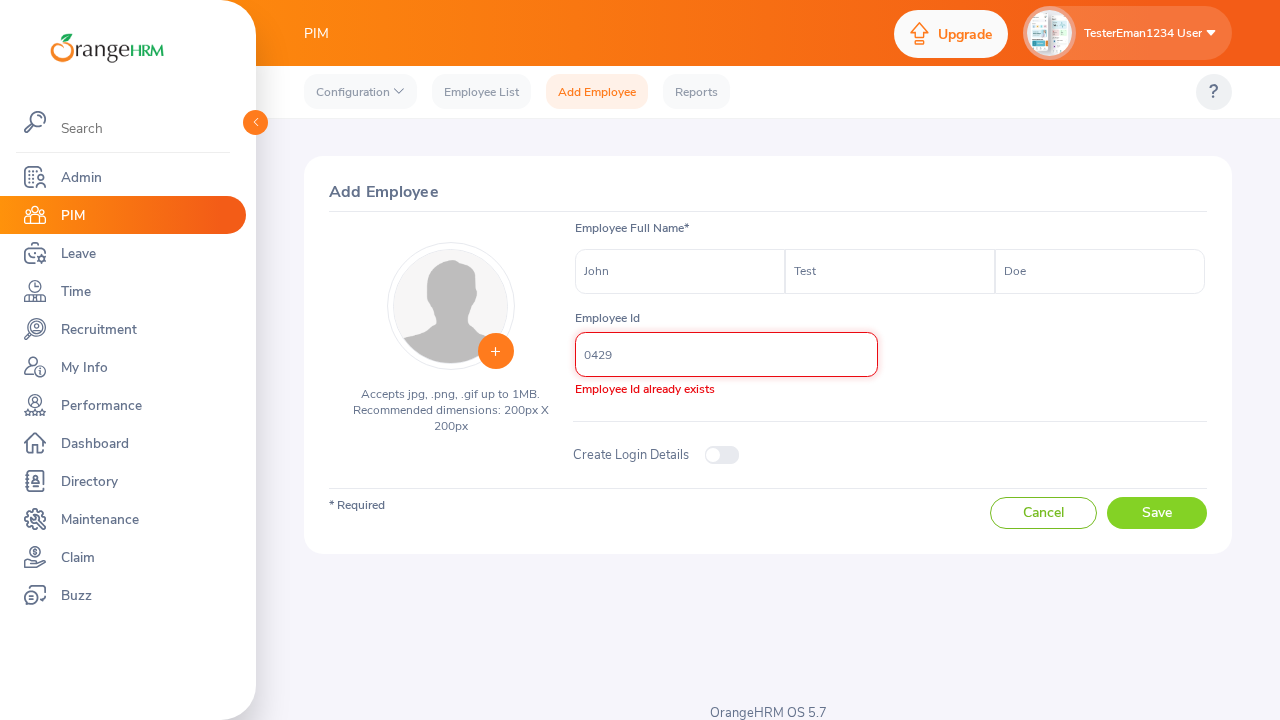 OrangeHRM
PIM
Upgrade
TesterEman1234 User
Configuration
Employee List
Add Employee
Reports
?
Search
Admin
PIM
Leave
Time
Recruitment
My Info
Performance
Dashboard
Directory
Maintenance
Claim
Buzz
Add Employee
Employee Full Name*
John
Test
Doe
Employee Id
0429
Employee Id already exists
Accepts jpg, .png, .gif up to 1MB.
Recommended dimensions: 200px X
200px
Create Login Details
* Required
Cancel
Save
OrangeHRM OS 5.7